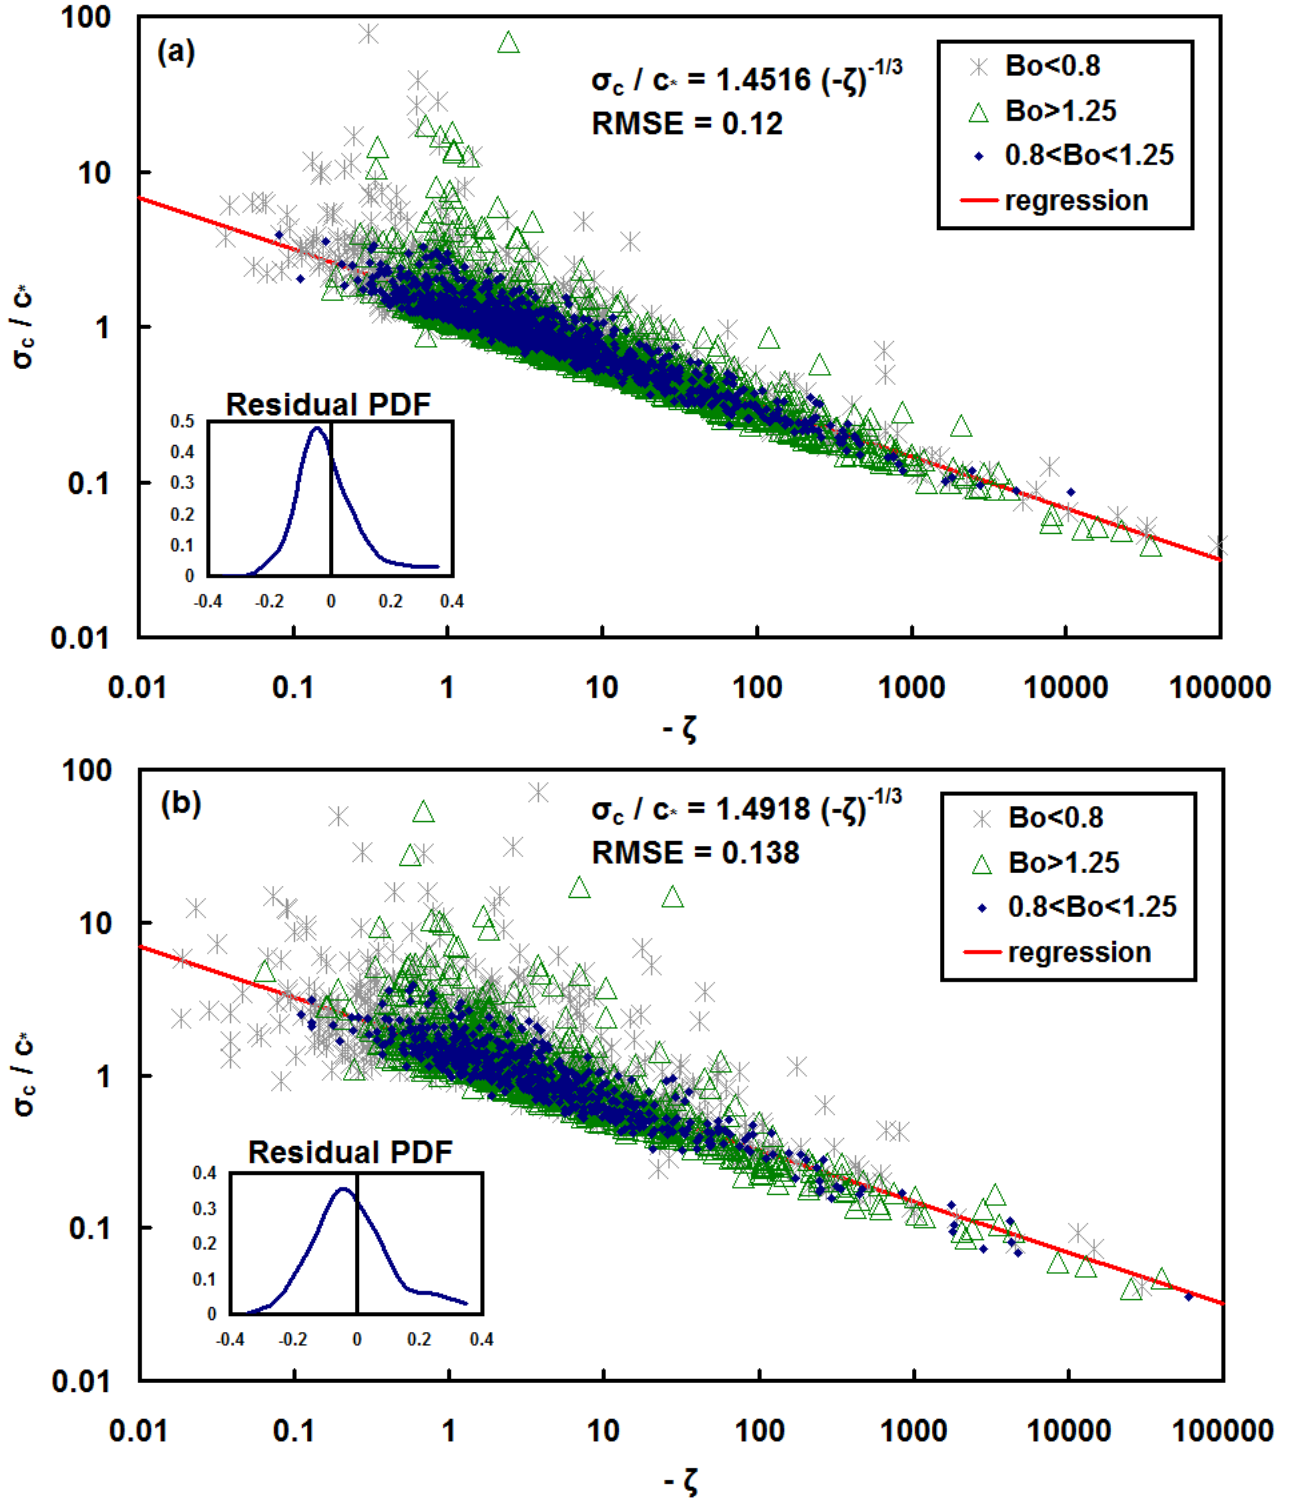 (a)
σc / c* = 1.4516 (-ζ)-1/3
RMSE = 0.12
Bo<0.8
Bo>1.25
0.8<Bo<1.25
regression
100
10
1
0.1
0.01
σc / c*
Residual PDF
0.5
0.4
0.3
0.2
0.1
0
-0.4 -0.2 0 0.2 0.4
0.01 0.1 1 10 100 1000 10000 100000
- ζ
(b)
σc / c* = 1.4918 (-ζ)-1/3
RMSE = 0.138
Bo<0.8
Bo>1.25
0.8<Bo<1.25
regression
100
10
1
0.1
0.01
σc / c*
Residual PDF
0.4
0.3
0.2
0.1
0
-0.4 -0.2 0 0.2 0.4
0.01 0.1 1 10 100 1000 10000 100000
- ζ